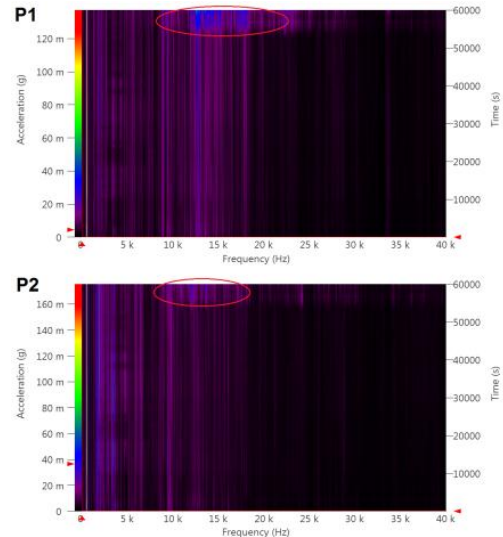 P1
Acceleration (g)
120 m
100 m
80 m
60 m
40 m
20 m
0
0
5 k
10 k
15 k
20 k
25 k
30 k
35 k
40 k
Frequency (Hz)
60000
50000
40000
30000
20000
10000
Time (s)
P2
Acceleration (g)
160 m
140 m
120 m
100 m
80 m
60 m
40 m
20 m
0
0
5 k
10 k
15 k
20 k
25 k
30 k
35 k
40 k
Frequency (Hz)
60000
50000
40000
30000
20000
10000
Time (s)